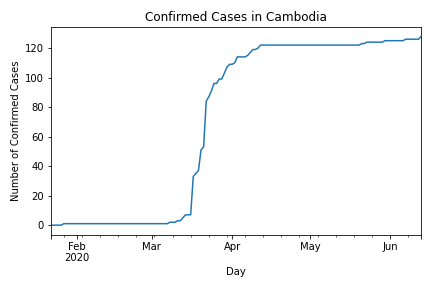 Confirmed Cases in Cambodia
Number of Confirmed Cases
120
100
80
60
40
20
0
Feb
2020
Mar
Apr
May
Jun
Day